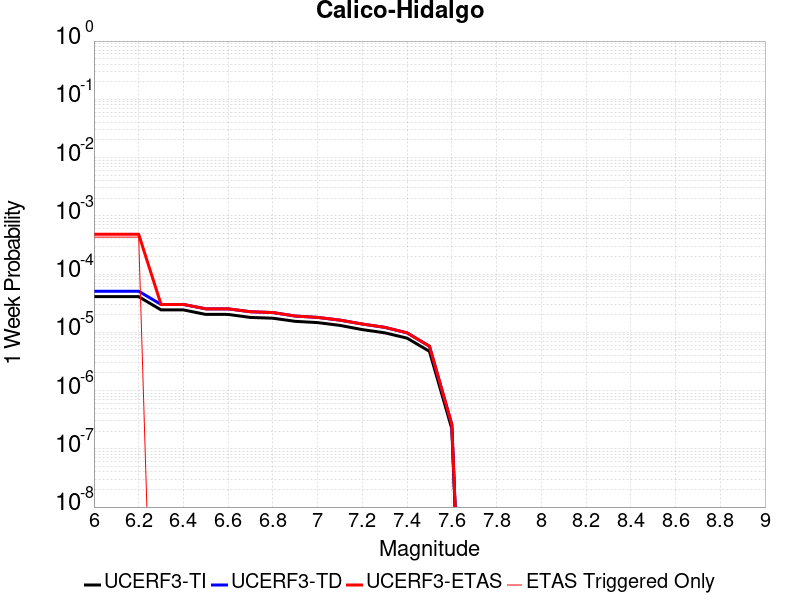 Calico-Hidalgo
10^0
10^-1
10^-2
10^-3
10^-4
10^-5
10^-6
10^-7
10^-8
1 Week Probability
6 6.2 6.4 6.6 6.8 7 7.2 7.4 7.6 7.8 8 8.2 8.4 8.6 8.8 9
Magnitude
UCERF3-TI UCERF3-TD UCERF3-ETAS ETAS Triggered Only